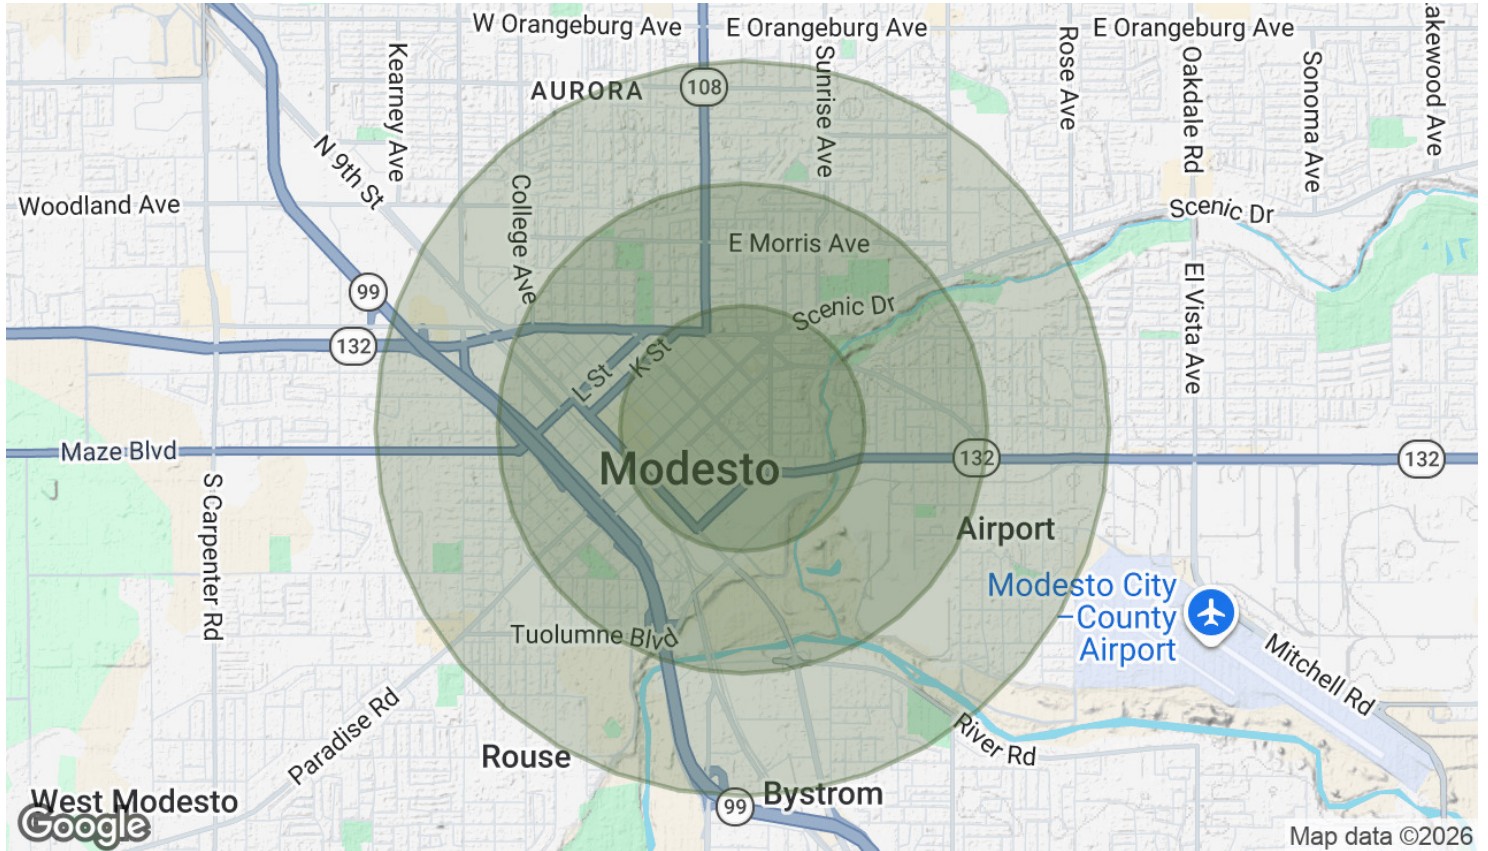 W Orangeburg Ave
E Orangeburg Ave
E Orangeburg Ave
Kearney Ave
AURORA
108
Sunrise Ave
Rose Ave
Oakdale Rd
Sonoma Ave
akewood Ave
N 9th St
Woodland Ave
College Ave
Scenic Dr
E Morris Ave
99
Scenic Dr
El Vista Ave
132
L St
K St
Maze Blvd
Modesto
132
132
S Carpenter Rd
Airport
Modesto City
–County
Airport
Tuolumne Blvd
Mitchell Rd
Paradise Rd
River Rd
Rouse
West Modesto
Bystrom
99
Google
Map data ©2026